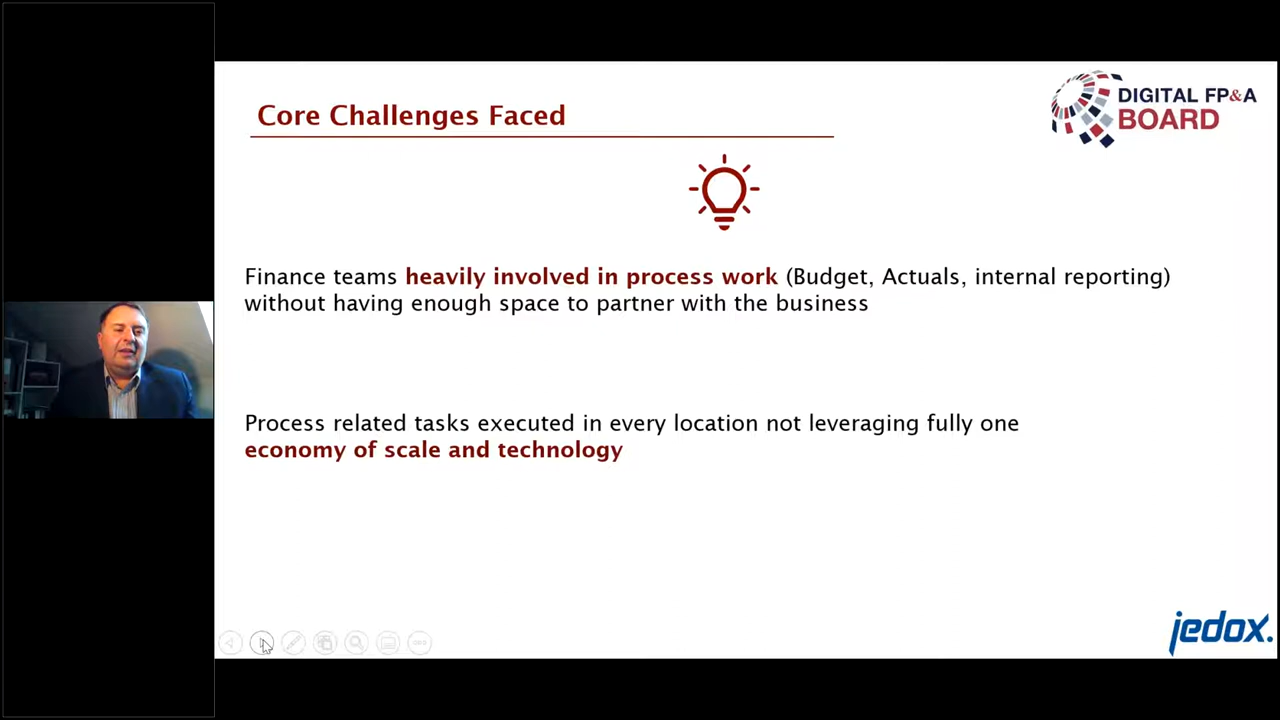 Core Challenges Faced
DIGITAL FP&A
BOARD
Finance teams heavily involved in process work (Budget, Actuals, internal reporting)
without having enough space to partner with the business
Process related tasks executed in every location not leveraging fully one
economy of scale and technology
jedox.